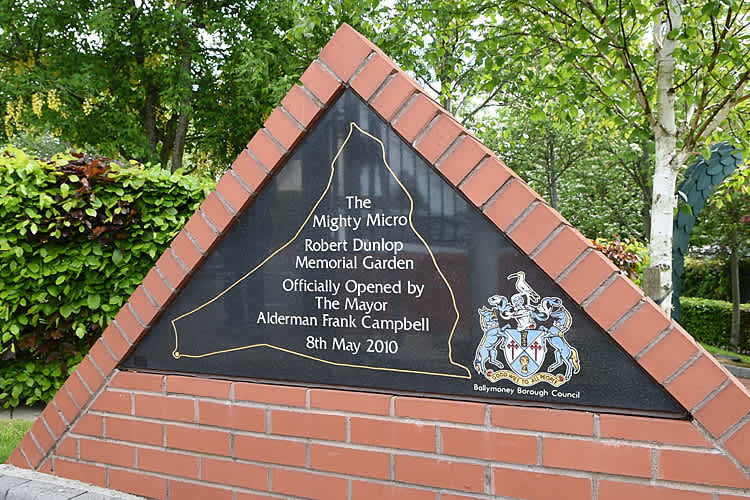 The
Mighty Micro
Robert Dunlop
Memorial Garden
Officially Opened by
The Mayor
Alderman Frank Campbell
8th May 2010
Ballymoney Borough Council